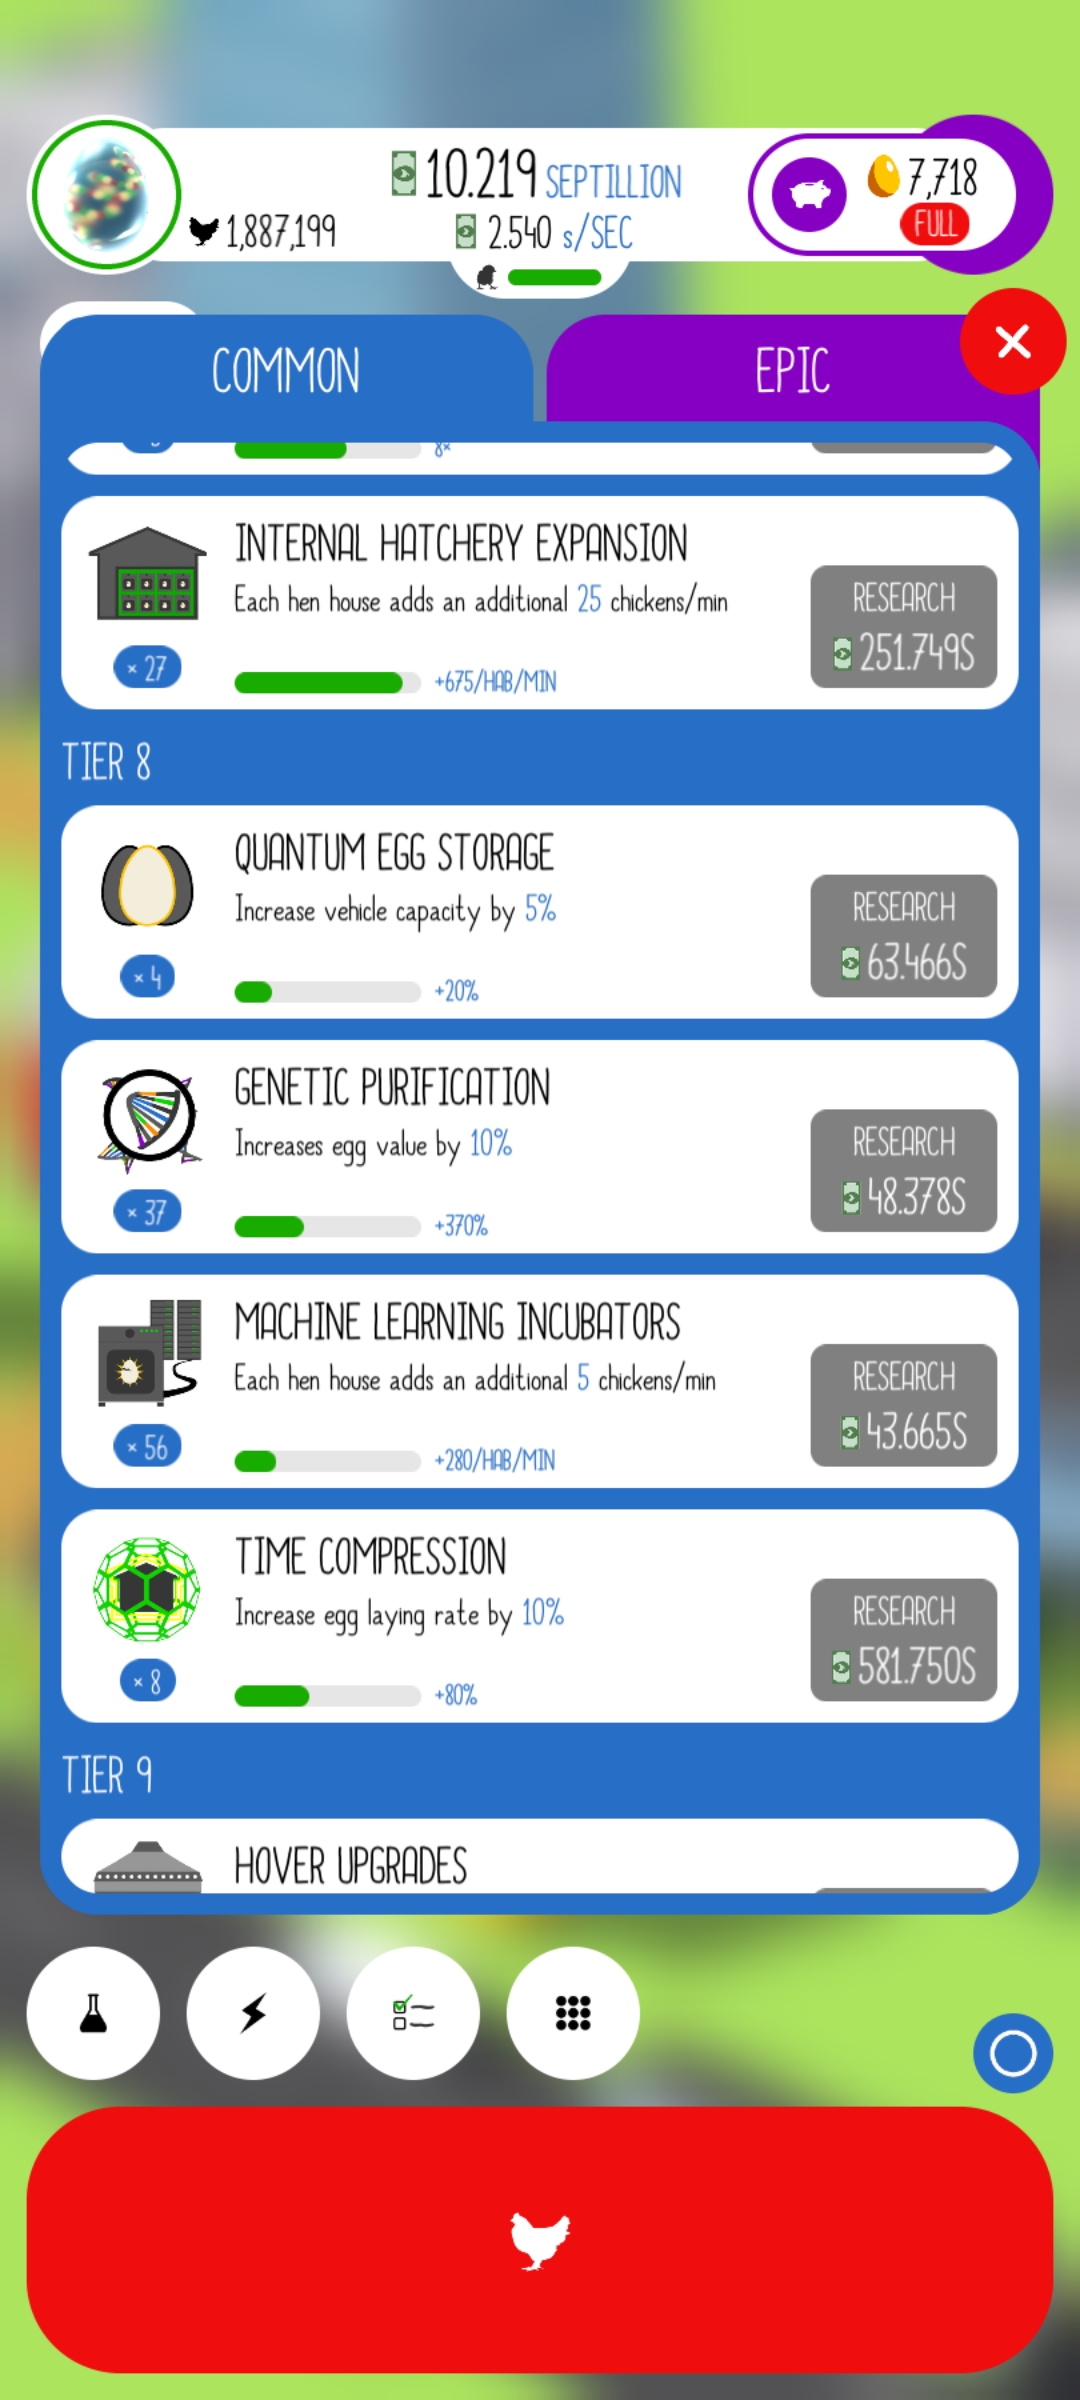 10.219 SEPTILLION
7,718
1,887,199
2.540 s/SEC
FULL
COMMON
EPIC
8×
INTERNAL HATCHERY EXPANSION
Each hen house adds an additional 25 chickens/min
RESEARCH
251.749S
× 27
+675/HAB/MIN
TIER 8
QUANTUM EGG STORAGE
Increase vehicle capacity by 5%
RESEARCH
63.466S
× 4
+20%
GENETIC PURIFICATION
Increases egg value by 10%
RESEARCH
48.378S
× 37
+370%
MACHINE LEARNING INCUBATORS
Each hen house adds an additional 5 chickens/min
RESEARCH
43.665S
× 56
+280/HAB/MIN
TIME COMPRESSION
Increase egg laying rate by 10%
RESEARCH
581.750S
× 8
+80%
TIER 9
HOVER UPGRADES